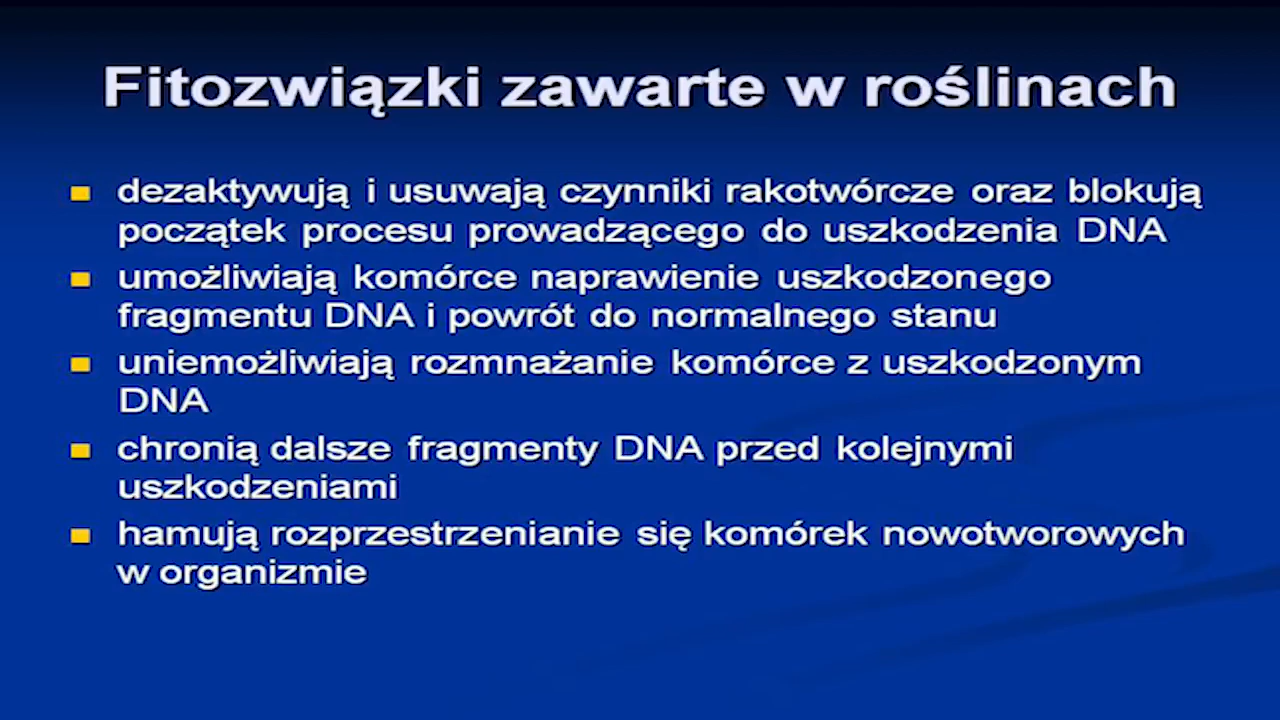 Fitozwiązki zawarte w roślinach
dezaktywują i usuwają czynniki rakotwórcze oraz blokują
początek procesu prowadzącego do uszkodzenia DNA
umożliwiają komórce naprawienie uszkodzonego
fragmentu DNA i powrót do normalnego stanu
uniemożliwiają rozmnażanie komórce z uszkodzonym
DNA
chronią dalsze fragmenty DNA przed kolejnymi
uszkodzeniami
hamują rozprzestrzenianie się komórek nowotworowych
w organizmie